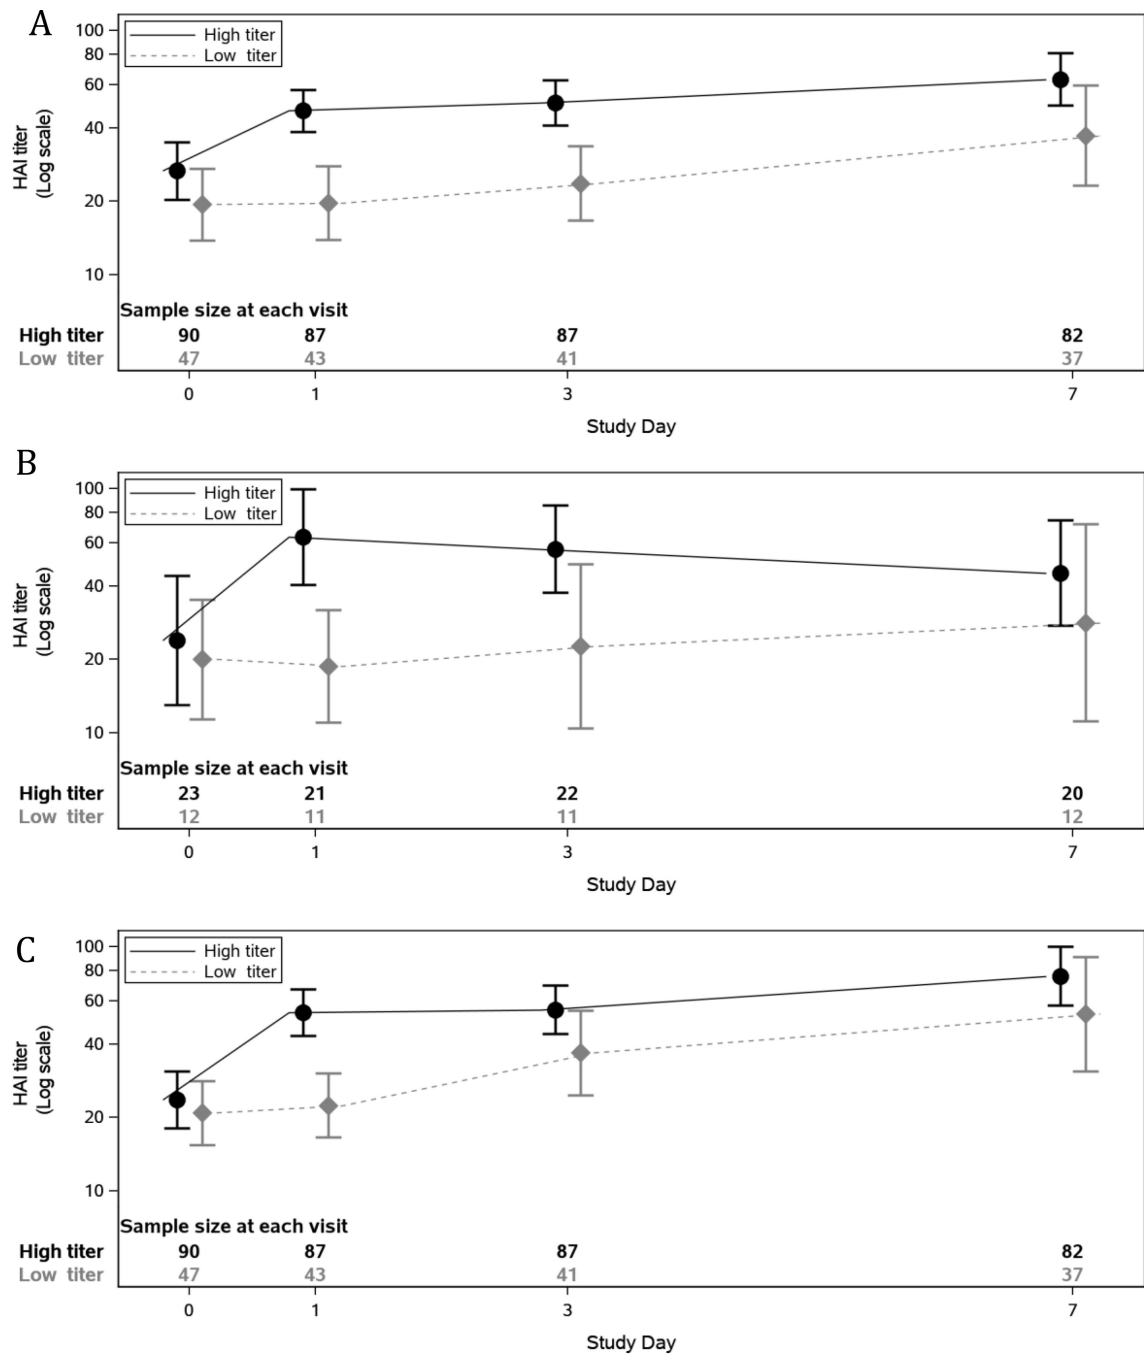 A
High titer
Low titer
100
80
60
40
20
10
HAI titer
(Log scale)
Sample size at each visit
High titer 90 87 87 82
Low titer 47 43 41 37
0 1 3 7
Study Day
B
High titer
Low titer
100
80
60
40
20
10
HAI titer
(Log scale)
Sample size at each visit
High titer 23 21 22 20
Low titer 12 11 11 12
0 1 3 7
Study Day
C
High titer
Low titer
100
80
60
40
20
10
HAI titer
(Log scale)
Sample size at each visit
High titer 90 87 87 82
Low titer 47 43 41 37
0 1 3 7
Study Day